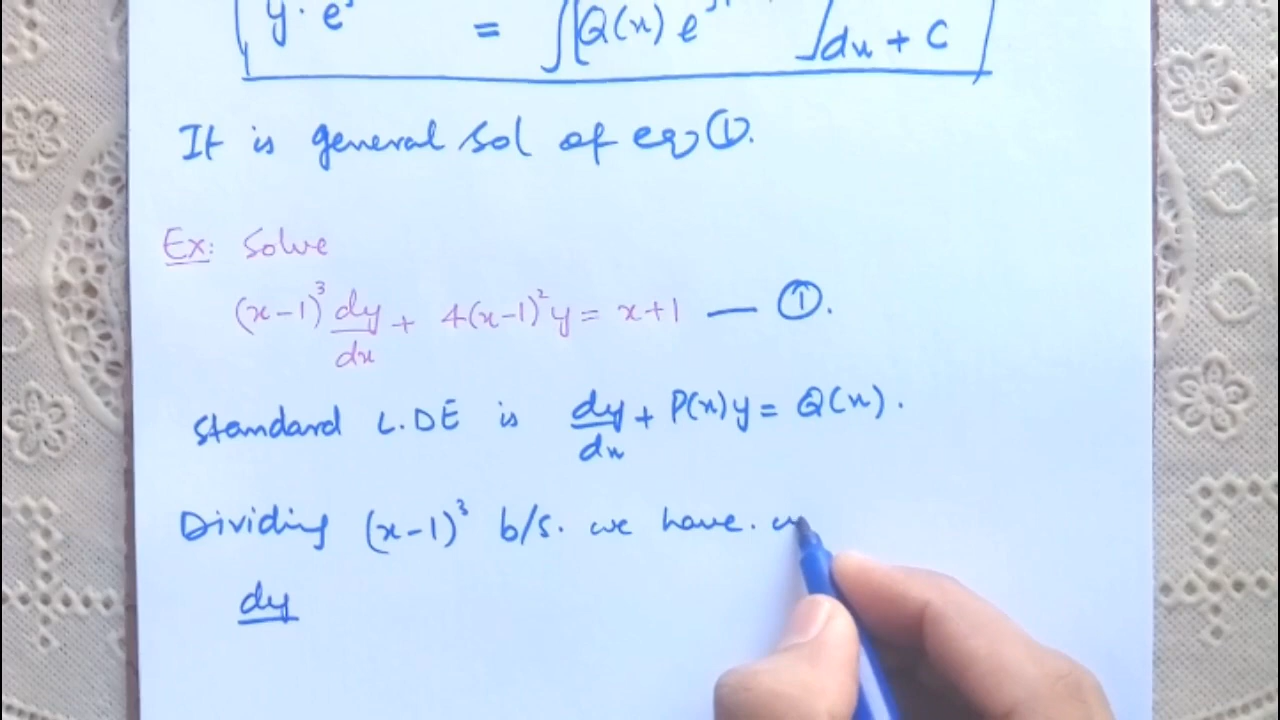 y·e^∫ = ∫[Q(x) e^∫ ]dx + C
It is general sol of eq ①.
Ex: Solve
(x-1)³ dy/dx + 4(x-1)²y = x+1 — ①.
Standard L.DE is dy/dx + P(x)y = Q(x).
Dividing (x-1)³ b/s. we have.
dy